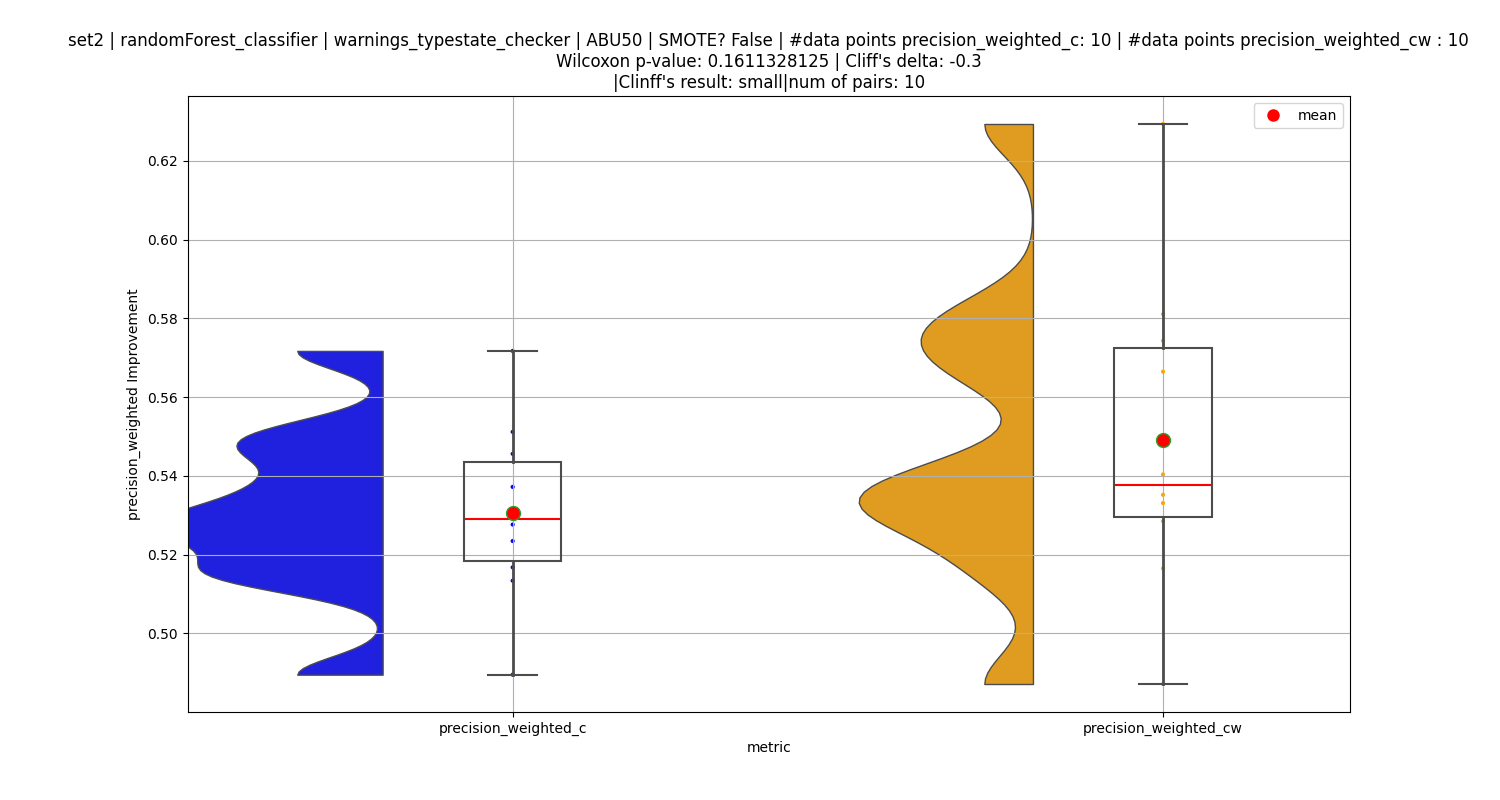 set2 | randomForest_classifier | warnings_typestate_checker | ABU50 | SMOTE? False | #data points precision_weighted_c: 10 | #data points precision_weighted_cw : 10
Wilcoxon p-value: 0.1611328125 | Cliff's delta: -0.3
|Clinff's result: small|num of pairs: 10
mean
0.62
0.60
0.58
0.56
0.54
0.52
0.50
precision_weighted Improvement
precision_weighted_c
precision_weighted_cw
metric